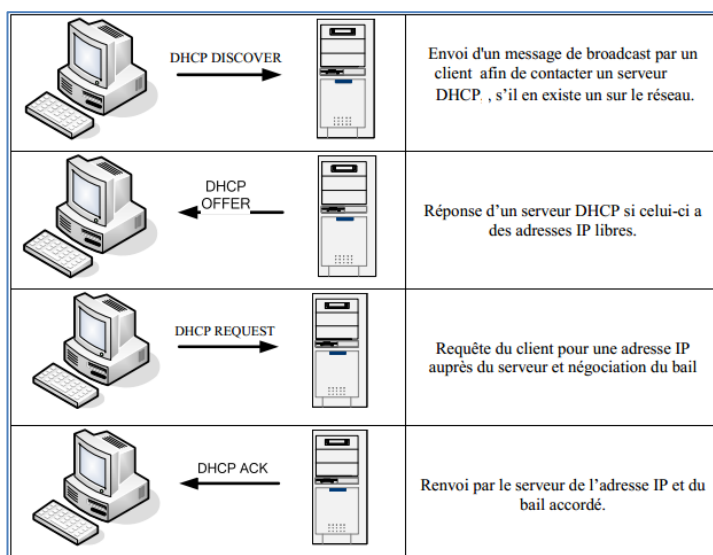 DHCP DISCOVER
Envoi d'un message de broadcast par un
client afin de contacter un serveur
DHCP. , s’il en existe un sur le réseau.
DHCP
OFFER
Réponse d’un serveur DHCP si celui-ci a
des adresses IP libres.
DHCP REQUEST
Requête du client pour une adresse IP
auprès du serveur et négociation du bail
DHCP ACK
Renvoi par le serveur de l’adresse IP et du
bail accordé.